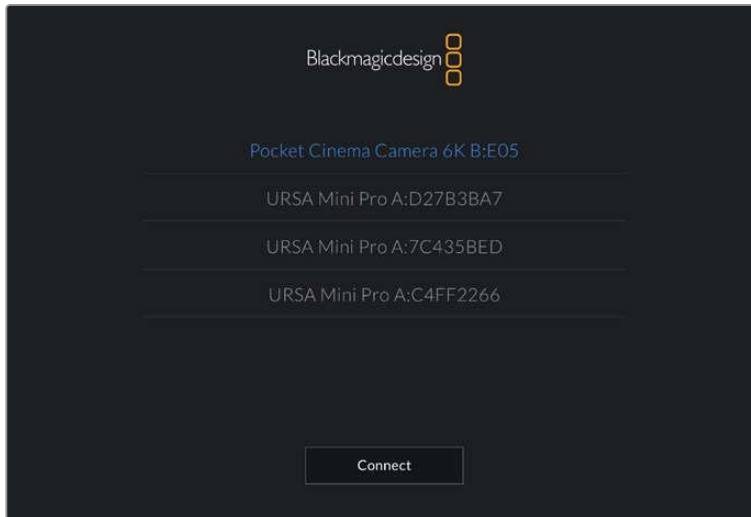 Blackmagicdesign
Pocket Cinema Camera 6K B:E05
URSA Mini Pro A:D27B3BA7
URSA Mini Pro A:7C435BED
URSA Mini Pro A:C4FF2266
Connect